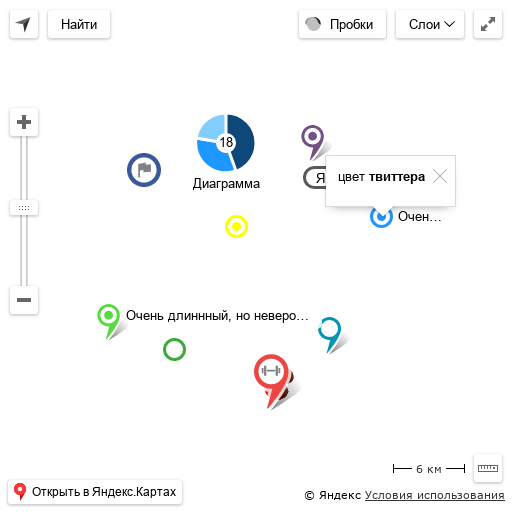 Найти
Пробки
Слои
18
Диаграмма
цвет твиттера
Я
Очен…
Очень длиннный, но неверо…
6 км
Открыть в Яндекс.Картах
© Яндекс Условия использования